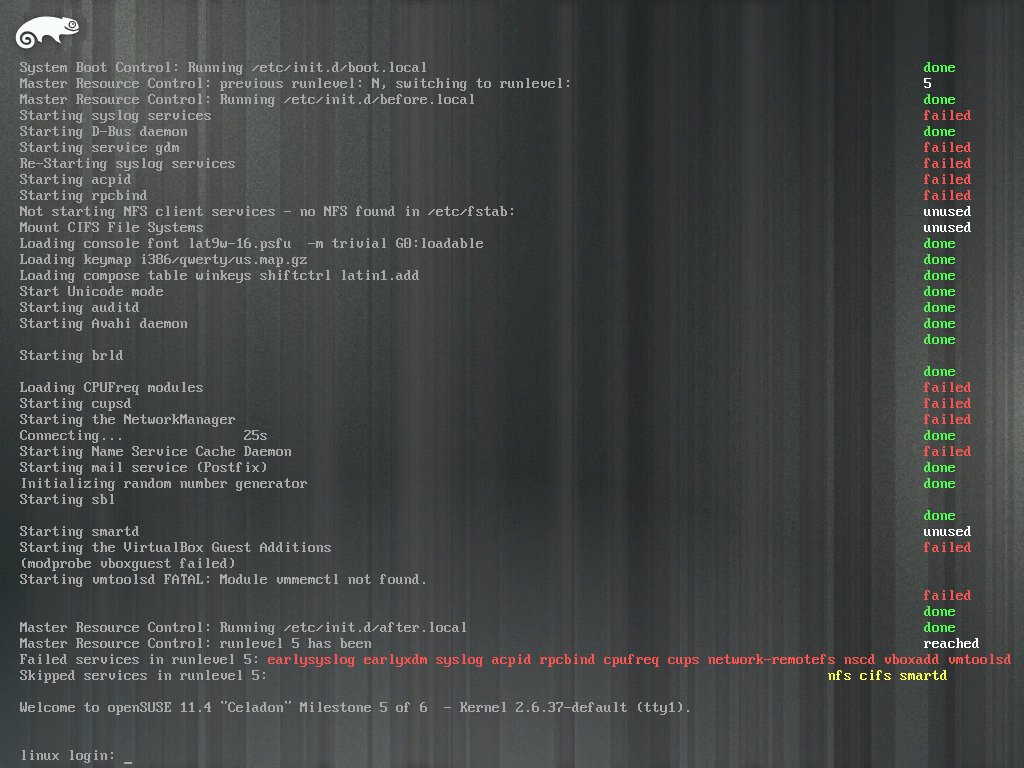 System Boot Control: Running /etc/init.d/boot.local done
Master Resource Control: previous runlevel: N, switching to runlevel: 5
Master Resource Control: Running /etc/init.d/before.local done
Starting syslog services failed
Starting D-Bus daemon done
Starting service gdm failed
Re-Starting syslog services failed
Starting acpid failed
Starting rpcbind failed
Not starting NFS client services - no NFS found in /etc/fstab: unused
Mount CIFS File Systems unused
Loading console font lat9w-16.psfu  -m trivial G0:loadable done
Loading keymap i386/qwerty/us.map.gz done
Loading compose table winkeys shiftctrl latin1.add done
Start Unicode mode done
Starting auditd done
Starting Avahi daemon done
done
Starting brld
done
Loading CPUFreq modules failed
Starting cupsd failed
Starting the NetworkManager failed
Connecting... 25s done
Starting Name Service Cache Daemon failed
Starting mail service (Postfix) done
Initializing random number generator done
Starting sbl
done
Starting smartd unused
Starting the VirtualBox Guest Additions failed
(modprobe vboxguest failed)
Starting vmtoolsd FATAL: Module vmmemctl not found.
failed
done
Master Resource Control: Running /etc/init.d/after.local done
Master Resource Control: runlevel 5 has been reached
Failed services in runlevel 5: earlysyslog earlyxdm syslog acpid rpcbind cpufreq cups network-remotefs nscd vboxadd vmtoolsd
Skipped services in runlevel 5: nfs cifs smartd
Welcome to openSUSE 11.4 "Celadon" Milestone 5 of 6  - Kernel 2.6.37-default (tty1).
linux login: _